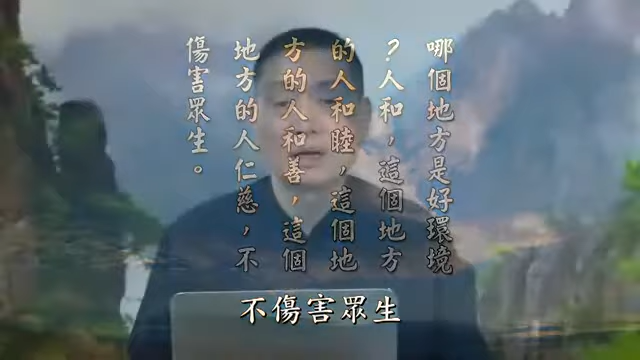 哪個地方是好環境
？人和，這個地方
的人和睦，這個地
方的人和善，這個
地方的人仁慈，不
傷害眾生。
不傷害眾生